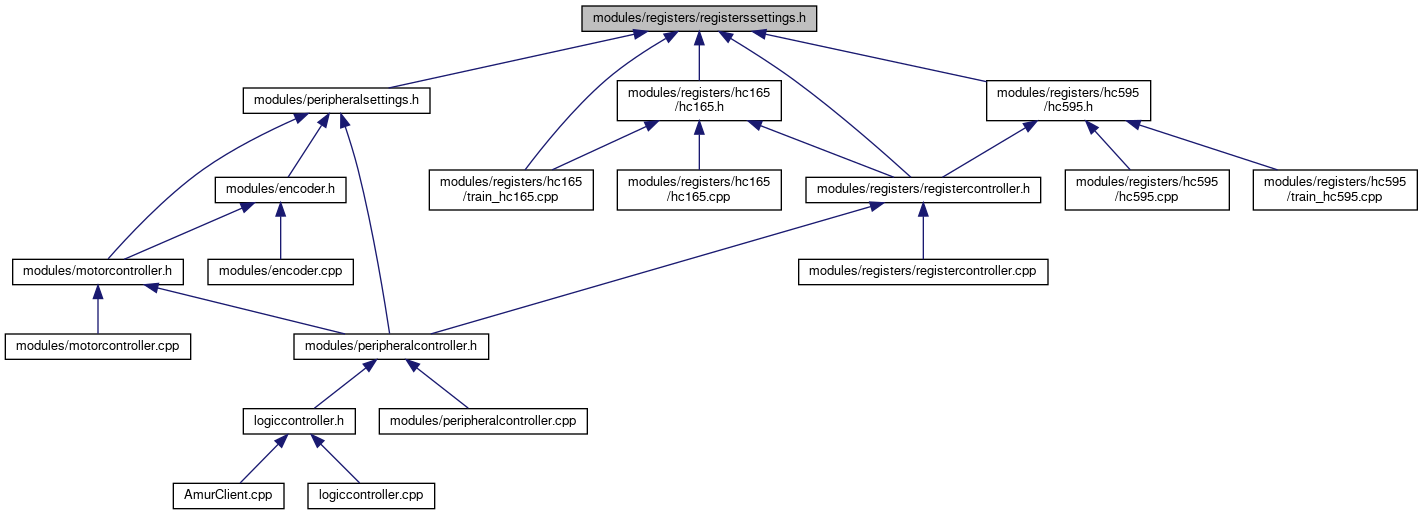 modules/registers/registerssettings.h
modules/peripheralsettings.h
modules/registers/hc165
/hc165.h
modules/registers/hc595
/hc595.h
modules/encoder.h
modules/registers/hc165
/train_hc165.cpp
modules/registers/hc165
/hc165.cpp
modules/registers/registercontroller.h
modules/registers/hc595
/hc595.cpp
modules/registers/hc595
/train_hc595.cpp
modules/motorcontroller.h
modules/encoder.cpp
modules/registers/registercontroller.cpp
modules/motorcontroller.cpp
modules/peripheralcontroller.h
logiccontroller.h
modules/peripheralcontroller.cpp
AmurClient.cpp
logiccontroller.cpp